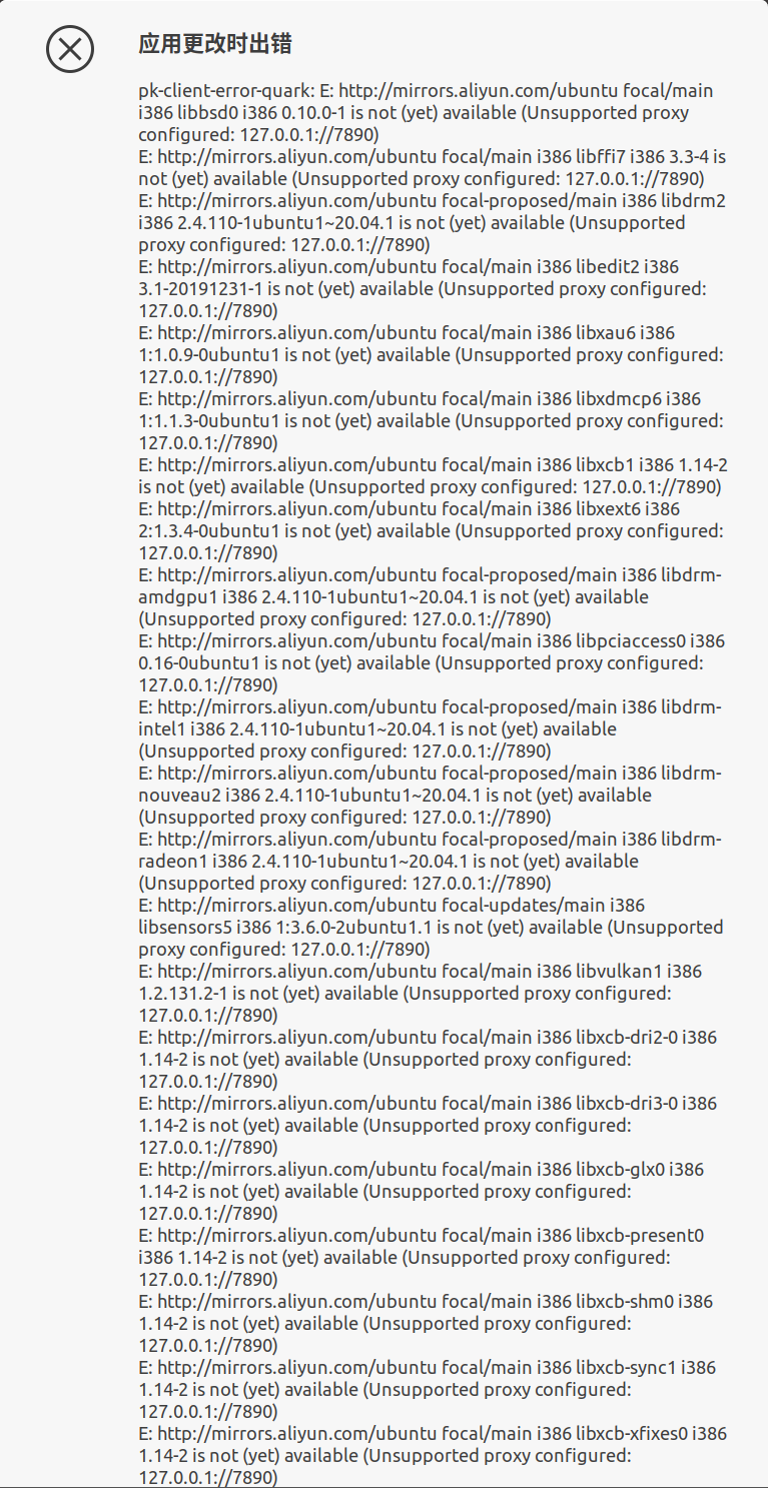 应用更改时出错
pk-client-error-quark: E: http://mirrors.aliyun.com/ubuntu focal/main
i386 libbsd0 i386 0.10.0-1 is not (yet) available (Unsupported proxy
configured: 127.0.0.1://7890)
E: http://mirrors.aliyun.com/ubuntu focal/main i386 libffi7 i386 3.3-4 is
not (yet) available (Unsupported proxy configured: 127.0.0.1://7890)
E: http://mirrors.aliyun.com/ubuntu focal-proposed/main i386 libdrm2
i386 2.4.110-1ubuntu1~20.04.1 is not (yet) available (Unsupported
proxy configured: 127.0.0.1://7890)
E: http://mirrors.aliyun.com/ubuntu focal/main i386 libedit2 i386
3.1-20191231-1 is not (yet) available (Unsupported proxy configured:
127.0.0.1://7890)
E: http://mirrors.aliyun.com/ubuntu focal/main i386 libxau6 i386
1:1.0.9-0ubuntu1 is not (yet) available (Unsupported proxy configured:
127.0.0.1://7890)
E: http://mirrors.aliyun.com/ubuntu focal/main i386 libxdmcp6 i386
1:1.1.3-0ubuntu1 is not (yet) available (Unsupported proxy configured:
127.0.0.1://7890)
E: http://mirrors.aliyun.com/ubuntu focal/main i386 libxcb1 i386 1.14-2
is not (yet) available (Unsupported proxy configured: 127.0.0.1://7890)
E: http://mirrors.aliyun.com/ubuntu focal/main i386 libxext6 i386
2:1.3.4-0ubuntu1 is not (yet) available (Unsupported proxy configured:
127.0.0.1://7890)
E: http://mirrors.aliyun.com/ubuntu focal-proposed/main i386 libdrm-
amdgpu1 i386 2.4.110-1ubuntu1~20.04.1 is not (yet) available
(Unsupported proxy configured: 127.0.0.1://7890)
E: http://mirrors.aliyun.com/ubuntu focal/main i386 libpciaccess0 i386
0.16-0ubuntu1 is not (yet) available (Unsupported proxy configured:
127.0.0.1://7890)
E: http://mirrors.aliyun.com/ubuntu focal-proposed/main i386 libdrm-
intel1 i386 2.4.110-1ubuntu1~20.04.1 is not (yet) available
(Unsupported proxy configured: 127.0.0.1://7890)
E: http://mirrors.aliyun.com/ubuntu focal-proposed/main i386 libdrm-
nouveau2 i386 2.4.110-1ubuntu1~20.04.1 is not (yet) available
(Unsupported proxy configured: 127.0.0.1://7890)
E: http://mirrors.aliyun.com/ubuntu focal-proposed/main i386 libdrm-
radeon1 i386 2.4.110-1ubuntu1~20.04.1 is not (yet) available
(Unsupported proxy configured: 127.0.0.1://7890)
E: http://mirrors.aliyun.com/ubuntu focal-updates/main i386
libsensors5 i386 1:3.6.0-2ubuntu1.1 is not (yet) available (Unsupported
proxy configured: 127.0.0.1://7890)
E: http://mirrors.aliyun.com/ubuntu focal/main i386 libvulkan1 i386
1.2.131.2-1 is not (yet) available (Unsupported proxy configured:
127.0.0.1://7890)
E: http://mirrors.aliyun.com/ubuntu focal/main i386 libxcb-dri2-0 i386
1.14-2 is not (yet) available (Unsupported proxy configured:
127.0.0.1://7890)
E: http://mirrors.aliyun.com/ubuntu focal/main i386 libxcb-dri3-0 i386
1.14-2 is not (yet) available (Unsupported proxy configured:
127.0.0.1://7890)
E: http://mirrors.aliyun.com/ubuntu focal/main i386 libxcb-glx0 i386
1.14-2 is not (yet) available (Unsupported proxy configured:
127.0.0.1://7890)
E: http://mirrors.aliyun.com/ubuntu focal/main i386 libxcb-present0
i386 1.14-2 is not (yet) available (Unsupported proxy configured:
127.0.0.1://7890)
E: http://mirrors.aliyun.com/ubuntu focal/main i386 libxcb-shm0 i386
1.14-2 is not (yet) available (Unsupported proxy configured:
127.0.0.1://7890)
E: http://mirrors.aliyun.com/ubuntu focal/main i386 libxcb-sync1 i386
1.14-2 is not (yet) available (Unsupported proxy configured:
127.0.0.1://7890)
E: http://mirrors.aliyun.com/ubuntu focal/main i386 libxcb-xfixes0 i386
1.14-2 is not (yet) available (Unsupported proxy configured:
127.0.0.1://7890)